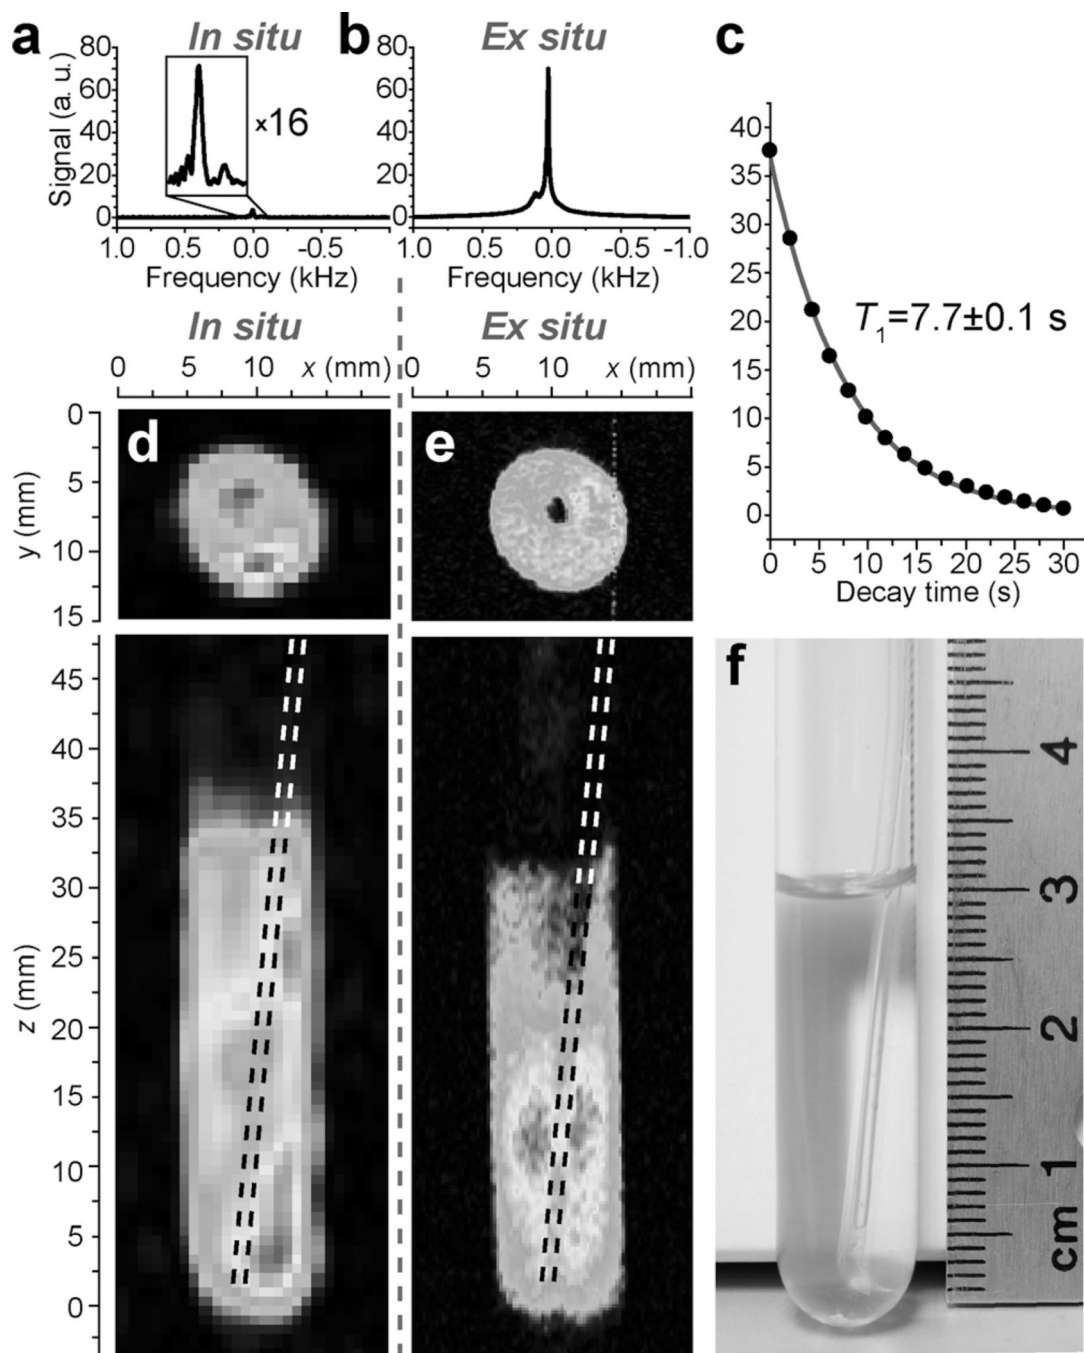 a In situ
b Ex situ
c
Signal (a. u.)
80
60
40
20
0
×16
1.0 0.5 0.0 -0.5
Frequency (kHz)
80
60
40
20
0
1.0 0.5 0.0 -0.5 -1.0
Frequency (kHz)
40
35
30
25
20
15
10
5
0
T1=7.7±0.1 s
0 5 10 15 20 25 30
Decay time (s)
In situ
0 5 10 x (mm)
Ex situ
0 5 10 x (mm)
d
e
y (mm)
0
5
10
15
z (mm)
45
40
35
30
25
20
15
10
5
0
f
4
3
2
1
cm